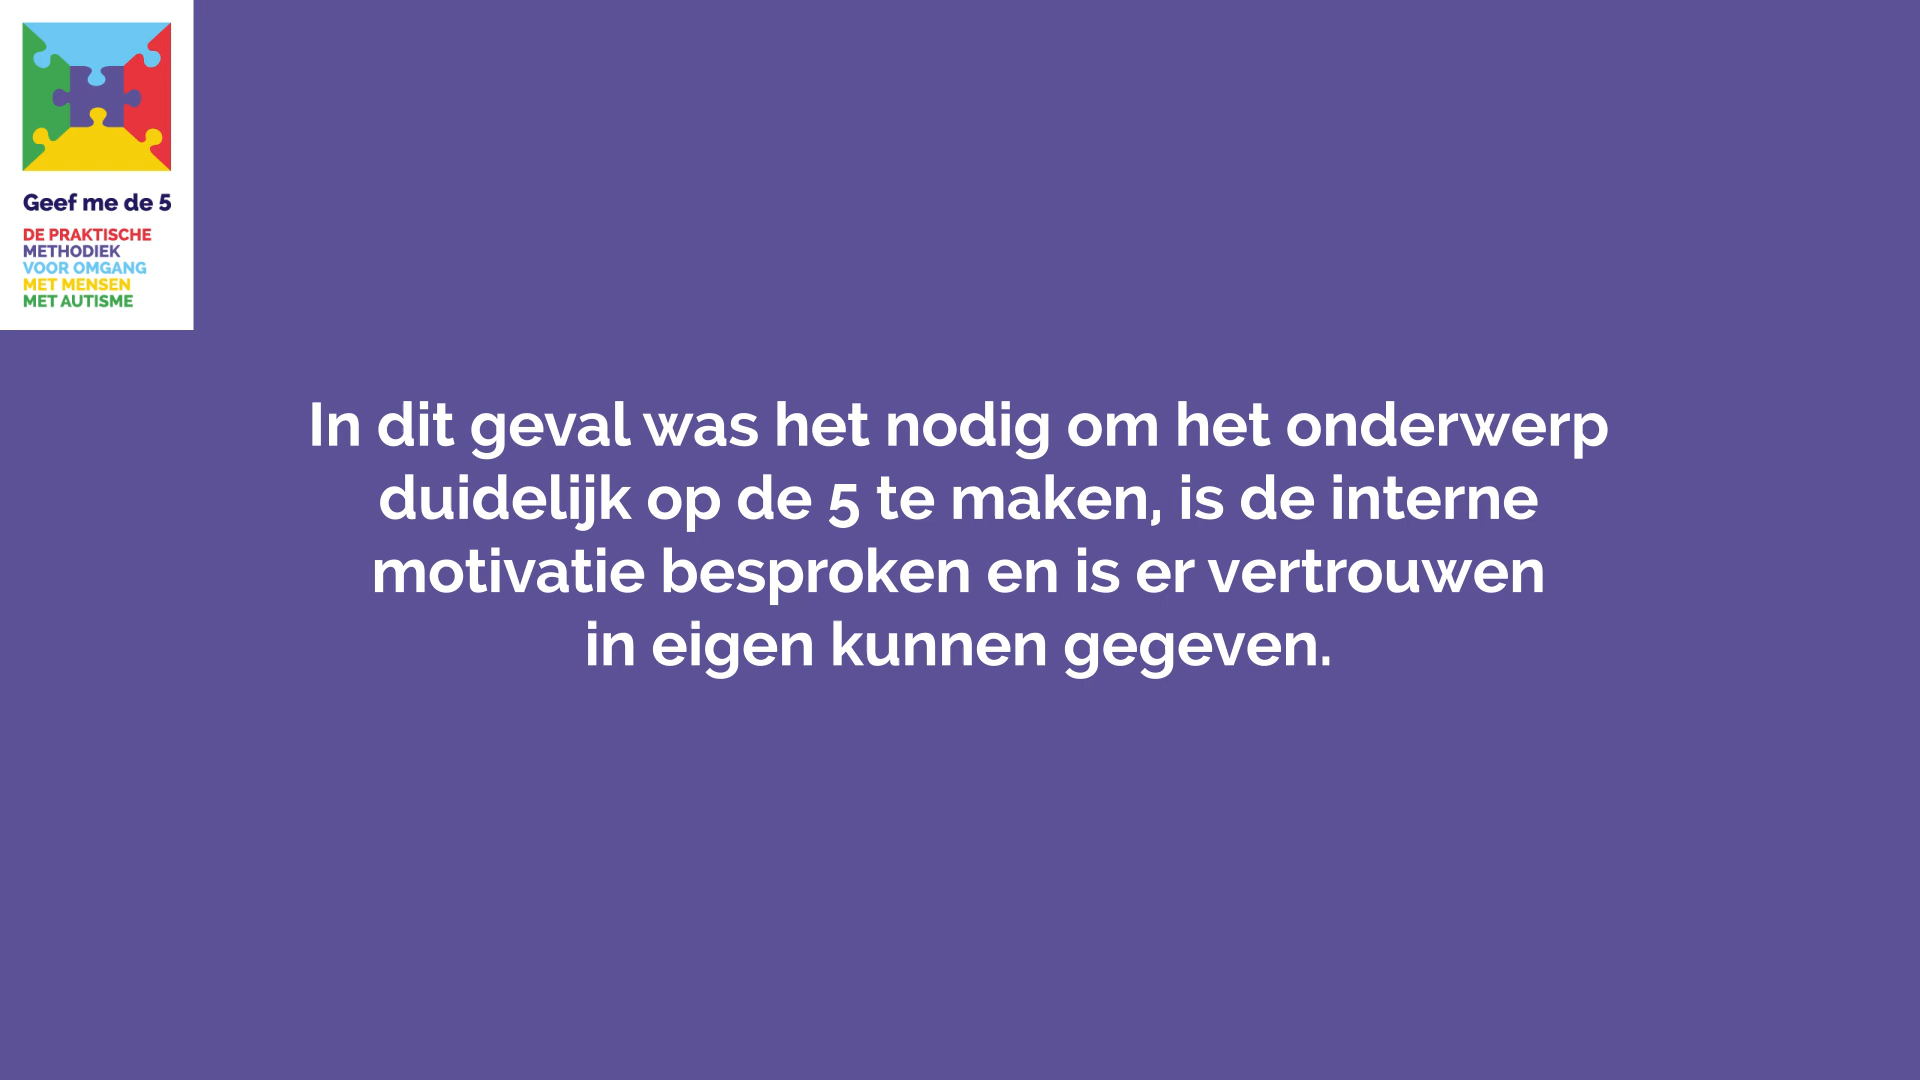 Geef me de 5
DE PRAKTISCHE
METHODIEK
VOOR OMGANG
MET MENSEN
MET AUTISME
In dit geval was het nodig om het onderwerp
duidelijk op de 5 te maken, is de interne
motivatie besproken en is er vertrouwen
in eigen kunnen gegeven.